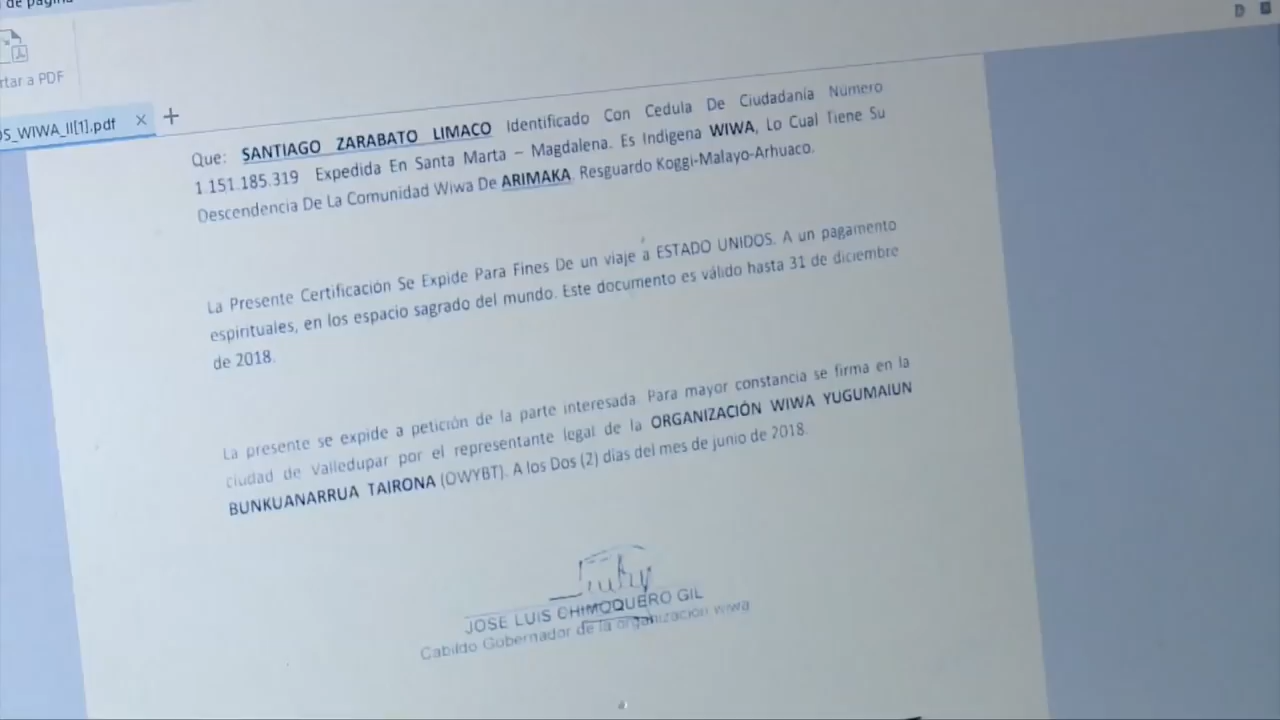 de página
rtar a PDF
OS_WIWA_II[1].pdf × +
Que: SANTIAGO ZARABATO LIMACO Identificado Con Cedula De Ciudadanía Número
1.151.185.319 Expedida En Santa Marta – Magdalena. Es Indigena WIWA, Lo Cual Tiene Su
Descendencia De La Comunidad Wiwa De ARIMAKA. Resguardo Koggi-Malayo-Arhuaco.
La Presente Certificación Se Expide Para Fines De un viaje a ESTADO UNIDOS. A un pagamento
espirituales, en los espacio sagrado del mundo. Este documento es válido hasta 31 de diciembre
de 2018.
La presente se expide a petición de la parte interesada. Para mayor constancia se firma en la
ciudad de Valledupar por el representante legal de la ORGANIZACIÓN WIWA YUGUMAIUN
BUNKUANARRUA TAIRONA (OWYBT). A los Dos (2) días del mes de junio de 2018.
JOSE LUIS CHIMOQUERO GIL
Cabildo Gobernador de la organización wiwa